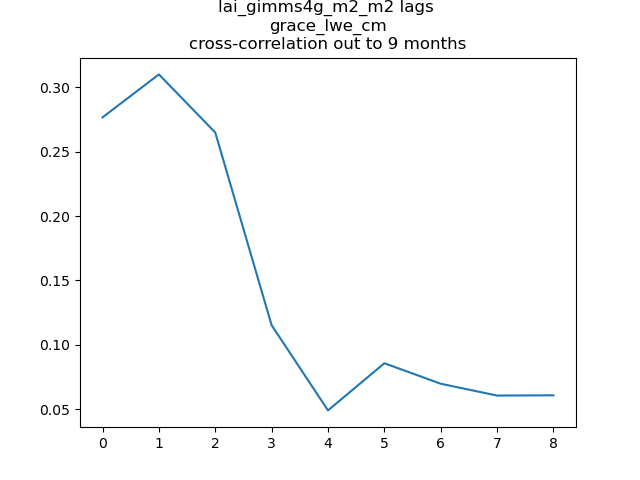 lai_gimms4g_m2_m2 lags
grace_lwe_cm
cross-correlation out to 9 months
0.30
0.25
0.20
0.15
0.10
0.05
0 1 2 3 4 5 6 7 8